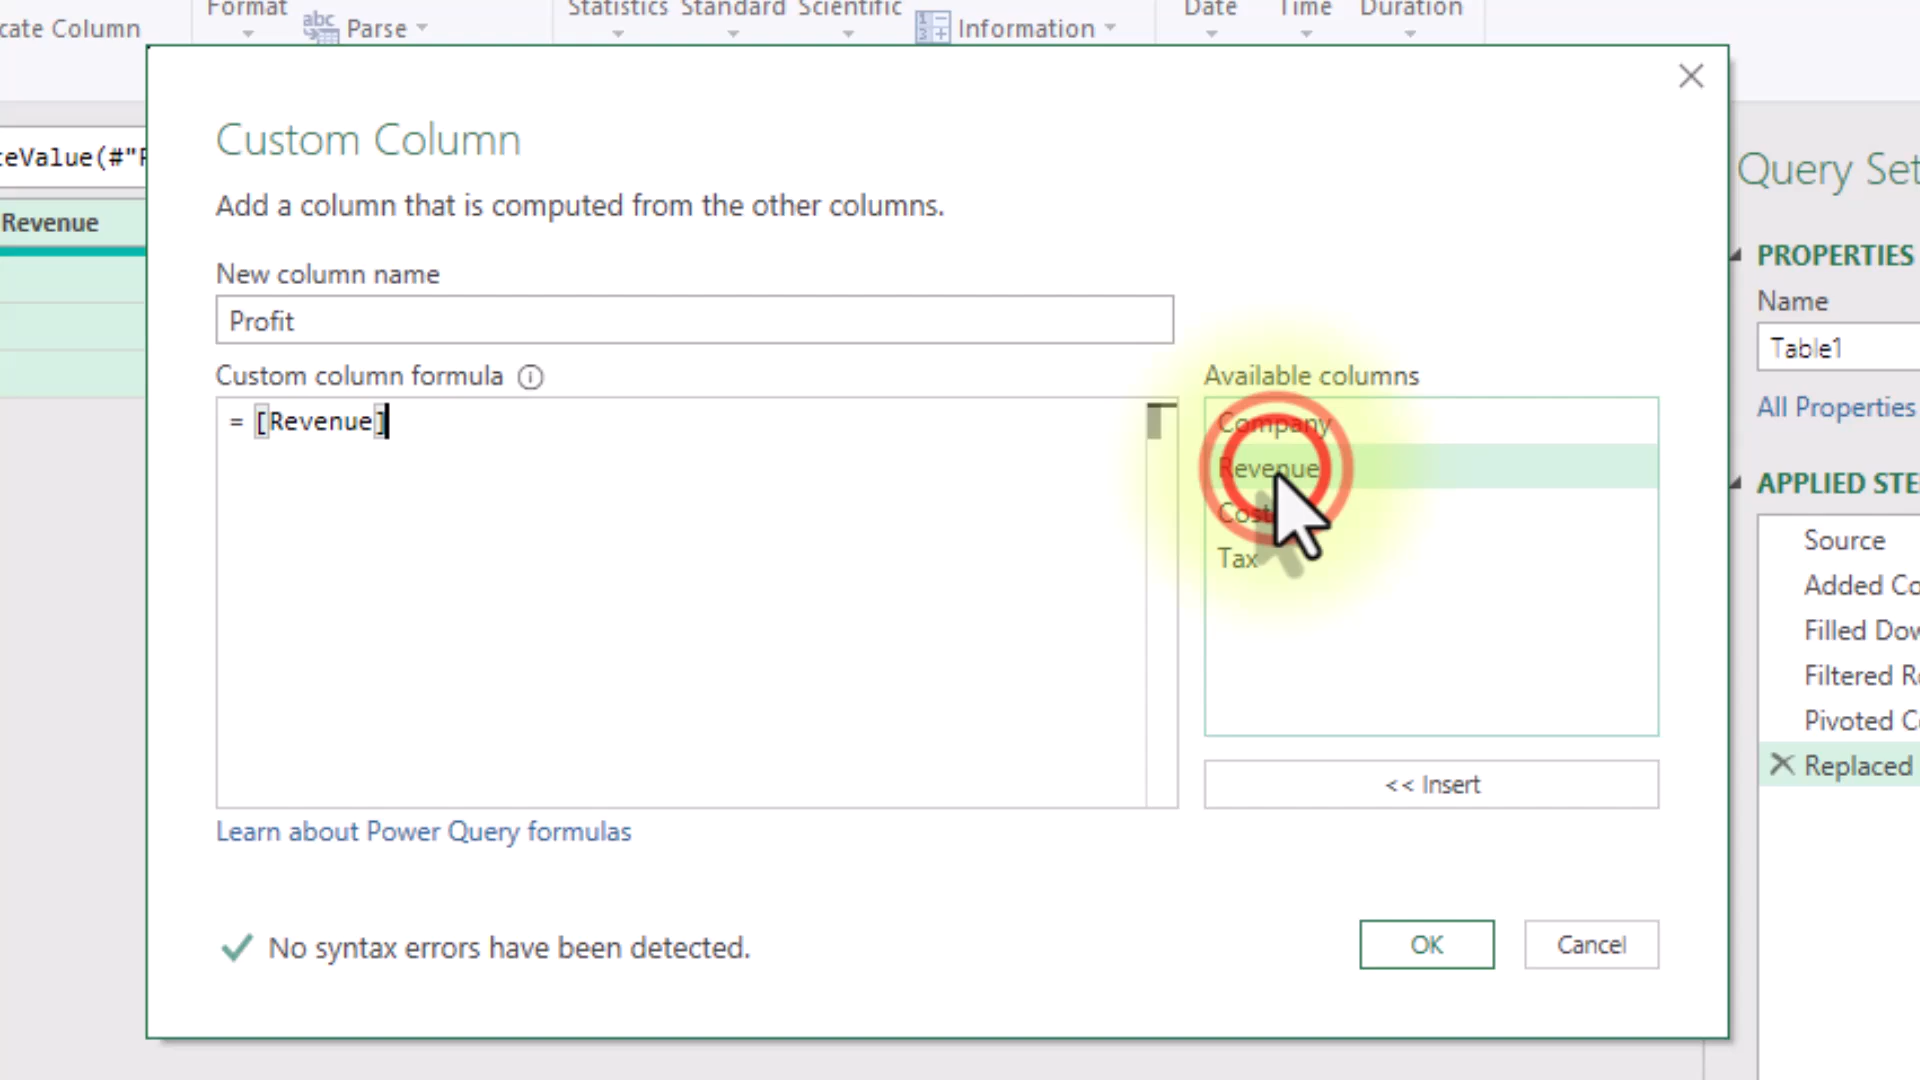 Format Statistics Standard Scientific Date Time Duration
cate Column Parse Information
Custom Column
Add a column that is computed from the other columns.
eValue(#"
Query Set
Revenue
New column name
Profit
PROPERTIES
Name
Table1
Custom column formula
= [Revenue]
Available columns
Company
Revenue
Cost
Tax
All Properties
APPLIED STE
Source
Added Co
Filled Dow
Filtered Ro
Pivoted Co
Replaced
<< Insert
Learn about Power Query formulas
No syntax errors have been detected.
OK
Cancel